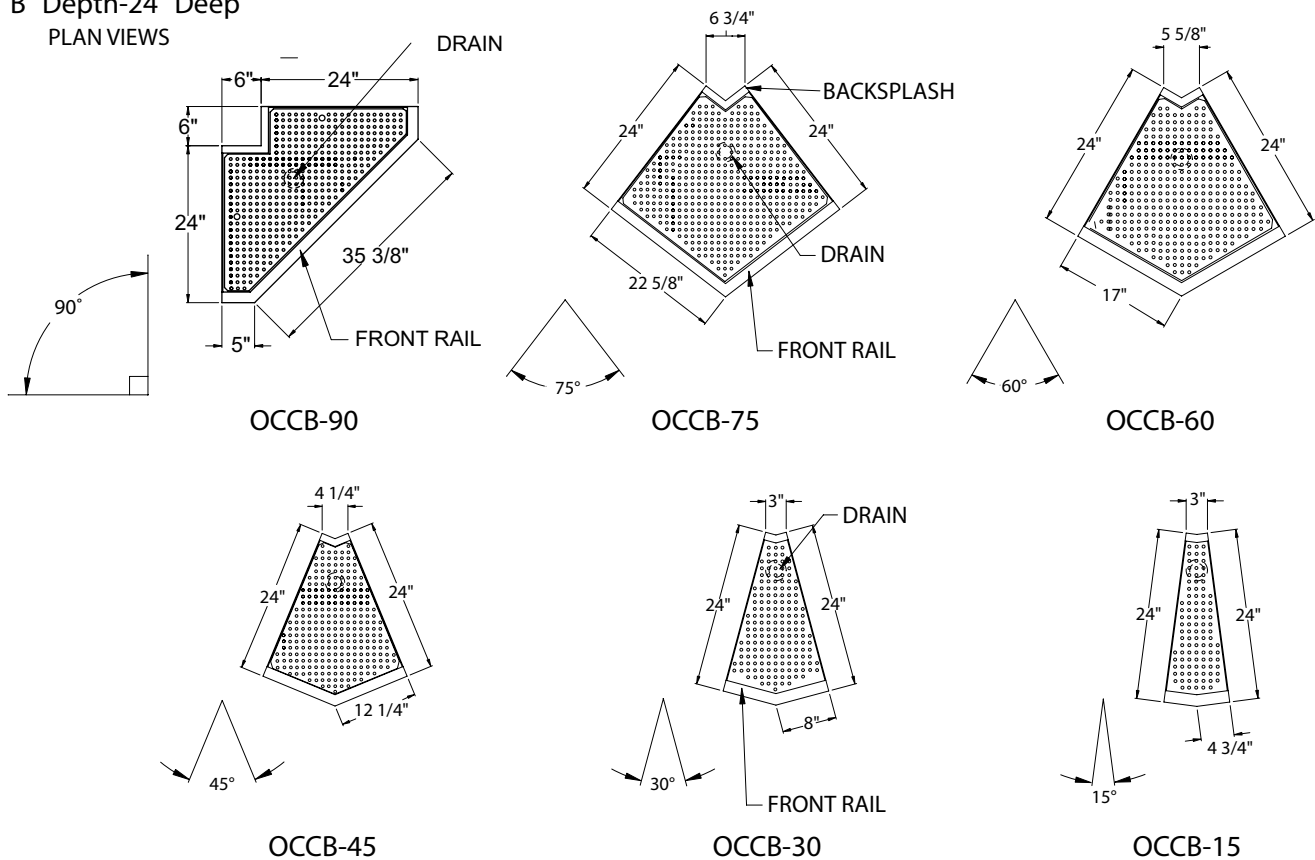 "B" Depth-24" Deep
PLAN VIEWS
DRAIN
6" 24"
6"
24"
35 3/8"
5"
FRONT RAIL
90°
OCCB-90
6 3/4"
BACKSPLASH
24" 24"
DRAIN
22 5/8"
FRONT RAIL
75°
OCCB-75
5 5/8"
24" 24"
17"
60°
OCCB-60
4 1/4"
24" 24"
12 1/4"
45°
OCCB-45
3"
DRAIN
24" 24"
8"
30°
FRONT RAIL
OCCB-30
3"
24" 24"
4 3/4"
15°
OCCB-15